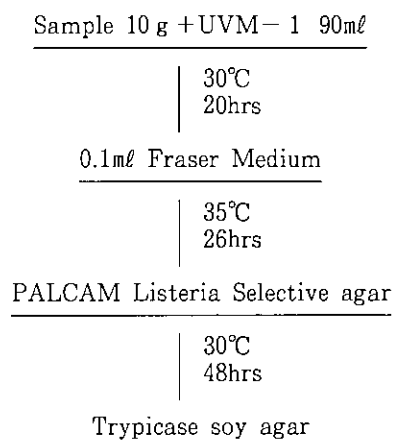 Sample 10 g +UVM− 1 90mℓ
30℃
20hrs
0.1mℓ Fraser Medium
35℃
26hrs
PALCAM Listeria Selective agar
30℃
48hrs
Trypicase soy agar